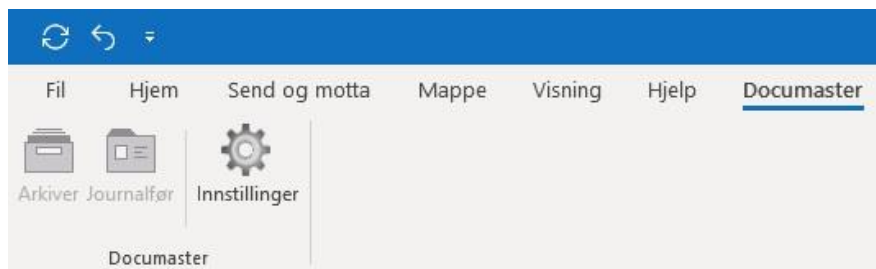 Fil Hjem Send og motta Mappe Visning Hjelp Documaster
Arkiver Journalfør Innstillinger
Documaster